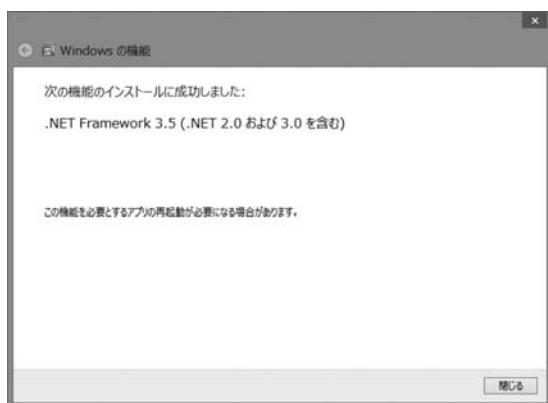 Windows の機能
次の機能のインストールに成功しました:
.NET Framework 3.5 (.NET 2.0 および 3.0 を含む)
この機能を必要とするアプリの再起動が必要になる場合があります。
閉じる